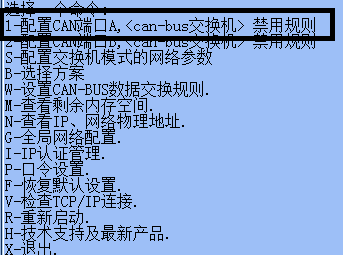 选择一个命令:
1-配置CAN端口A,<can-bus交换机> 禁用规则
2-配置CAN端口B,<can-bus交换机> 禁用规则
S-配置交换机模式的网络参数
B-选择方案
W-设置CAN-BUS数据交换规则.
M-查看剩余内存空间.
N-查看IP、网络物理地址.
G-全局网络配置.
I-IP认证管理.
P-口令设置.
F-恢复默认设置.
V-检查TCP/IP连接.
R-重新启动.
H-技术支持及最新产品.
X-退出.